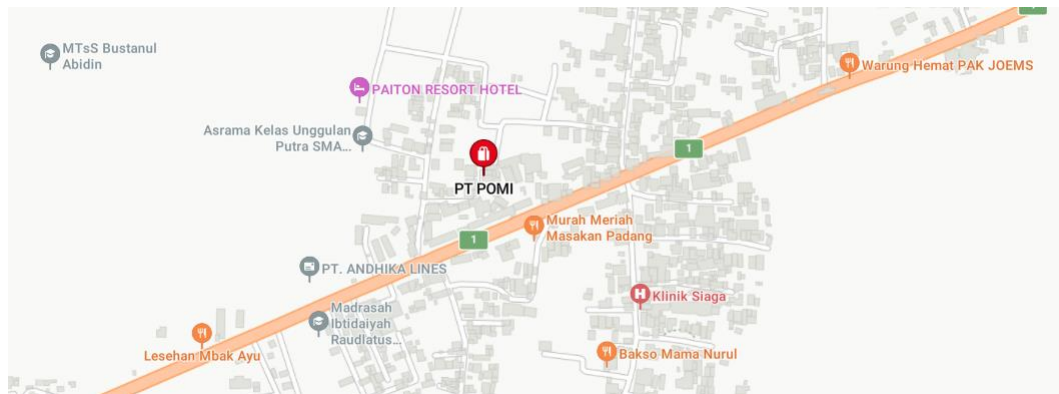 MTsS Bustanul
Abidin
1
Warung Hemat PAK JOEMS
PAITON RESORT HOTEL
Asrama Kelas Unggulan
Putra SMA...
1
PT POMI
Murah Meriah
Masakan Padang
1
PT. ANDHIKA LINES
Klinik Siaga
Madrasah
Ibtidaiyah
Raudlatus...
Lesehan Mbak Ayu
Bakso Mama Nurul